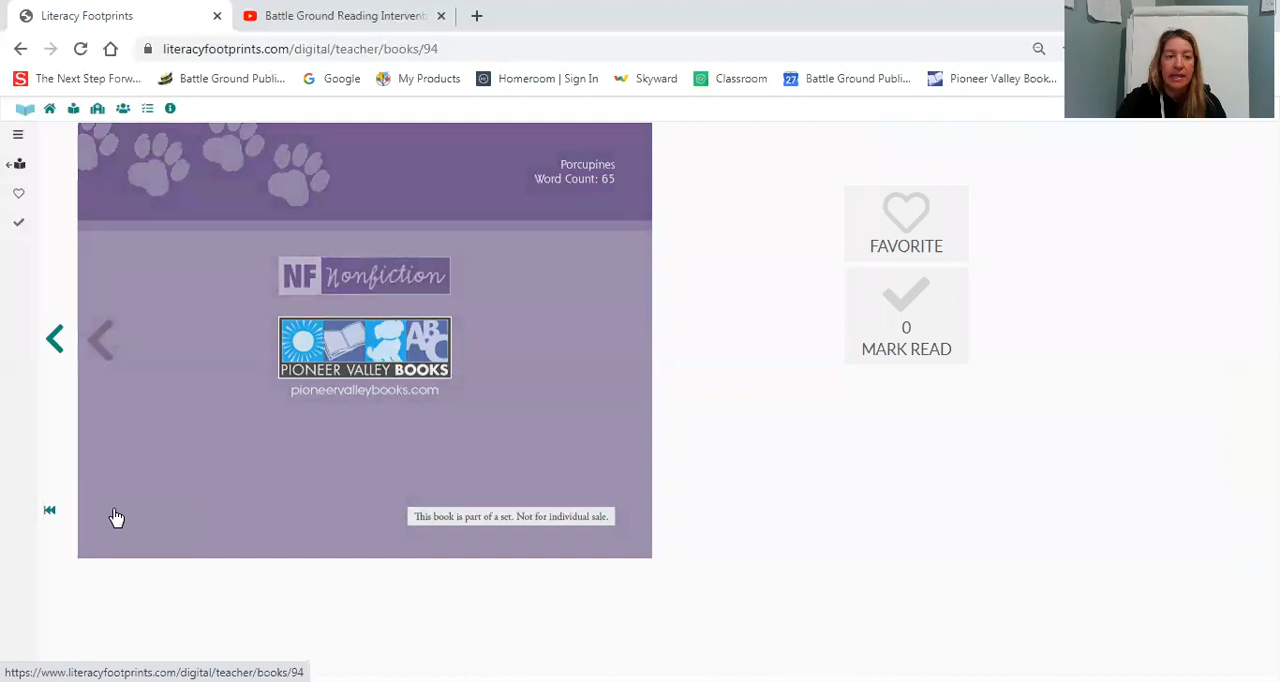 Literacy Footprints
Battle Ground Reading Interventi
literacyfootprints.com/digital/teacher/books/94
The Next Step Forw... Battle Ground Publi... Google My Products Homeroom | Sign In Skyward Classroom 27 Battle Ground Publi... Pioneer Valley Book...
Porcupines
Word Count: 65
NF Nonfiction
ABC
PIONEER VALLEY BOOKS
pioneervalleybooks.com
This book is part of a set. Not for individual sale.
FAVORITE
0
MARK READ
https://www.literacyfootprints.com/digital/teacher/books/94